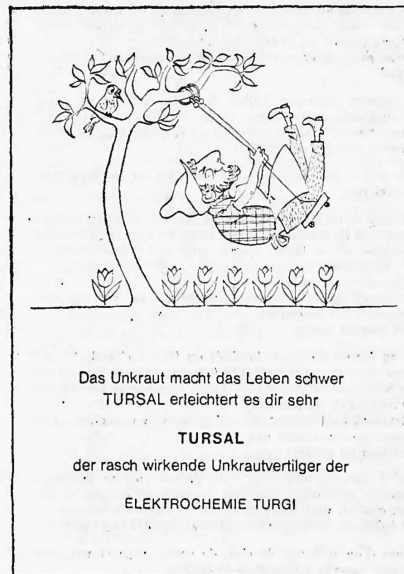 Das Unkraut macht das Leben schwer
TURSAL erleichtert es dir sehr
TURSAL
der rasch wirkende Unkrautvertilger der
ELEKTROCHEMIE TURGI